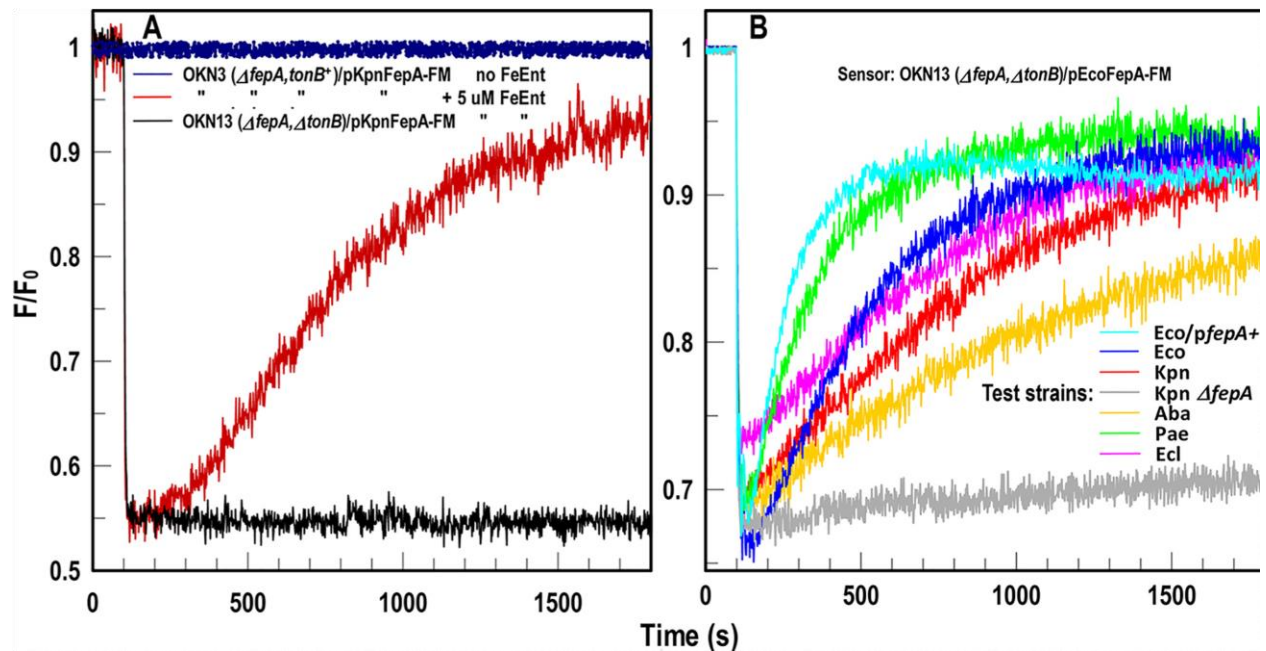 A
OKN3 (ΔfepA,tonB⁺)/pKpnFepA-FM no FeEnt
" " " " + 5 uM FeEnt
OKN13 (ΔfepA,ΔtonB)/pKpnFepA-FM " "
1
0.9
0.8
0.7
0.6
0.5
F/F₀
0 500 1000 1500
B
Sensor: OKN13 (ΔfepA,ΔtonB)/pEcoFepA-FM
1
0.9
0.8
0.7
Test strains:
Eco/pfepA+
Eco
Kpn
Kpn ΔfepA
Aba
Pae
Ecl
0 500 1000 1500
Time (s)